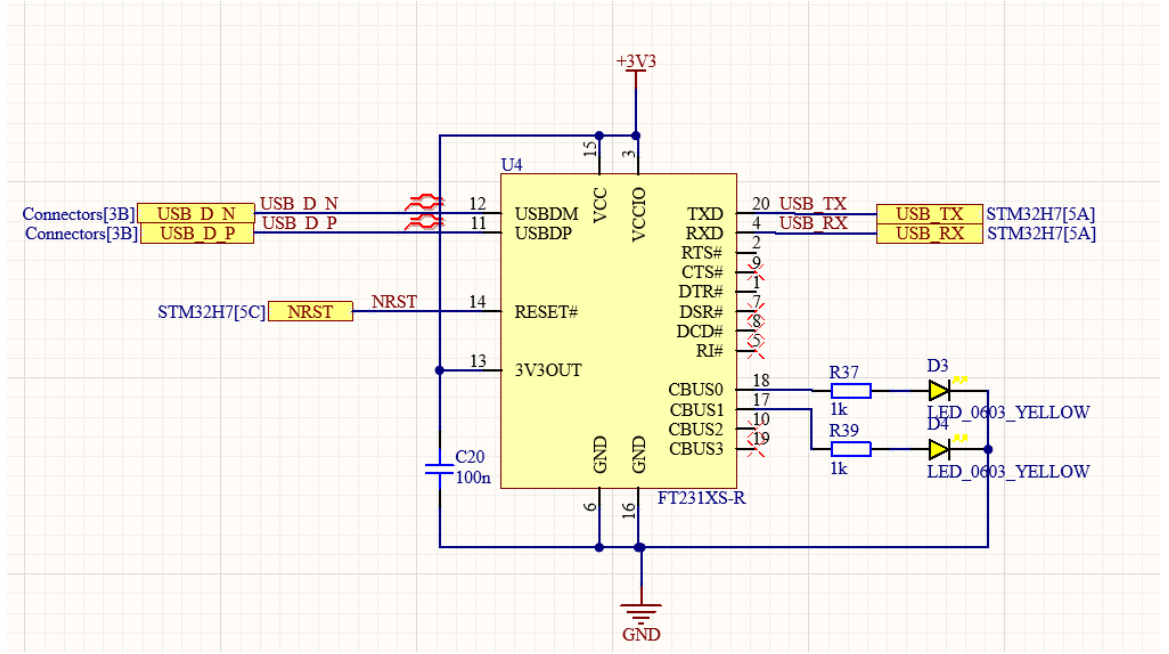 +3V3
U4
15
3
VCC
VCCIO
Connectors[3B]
USB_D_N
USB_D_N
12
USBDM
Connectors[3B]
USB_D_P
USB_D_P
11
USBDP
STM32H7[5C]
NRST
NRST
14
RESET#
13
3V3OUT
TXD
20
USB_TX
USB_TX
STM32H7[5A]
RXD
4
USB_RX
USB_RX
STM32H7[5A]
RTS#
2
CTS#
9
DTR#
1
DSR#
7
DCD#
8
RI#
5
CBUS0
18
CBUS1
17
CBUS2
10
CBUS3
19
R37
1k
D3
LED_0603_YELLOW
R39
1k
D4
LED_0603_YELLOW
C20
100n
GND
GND
6
16
FT231XS-R
GND